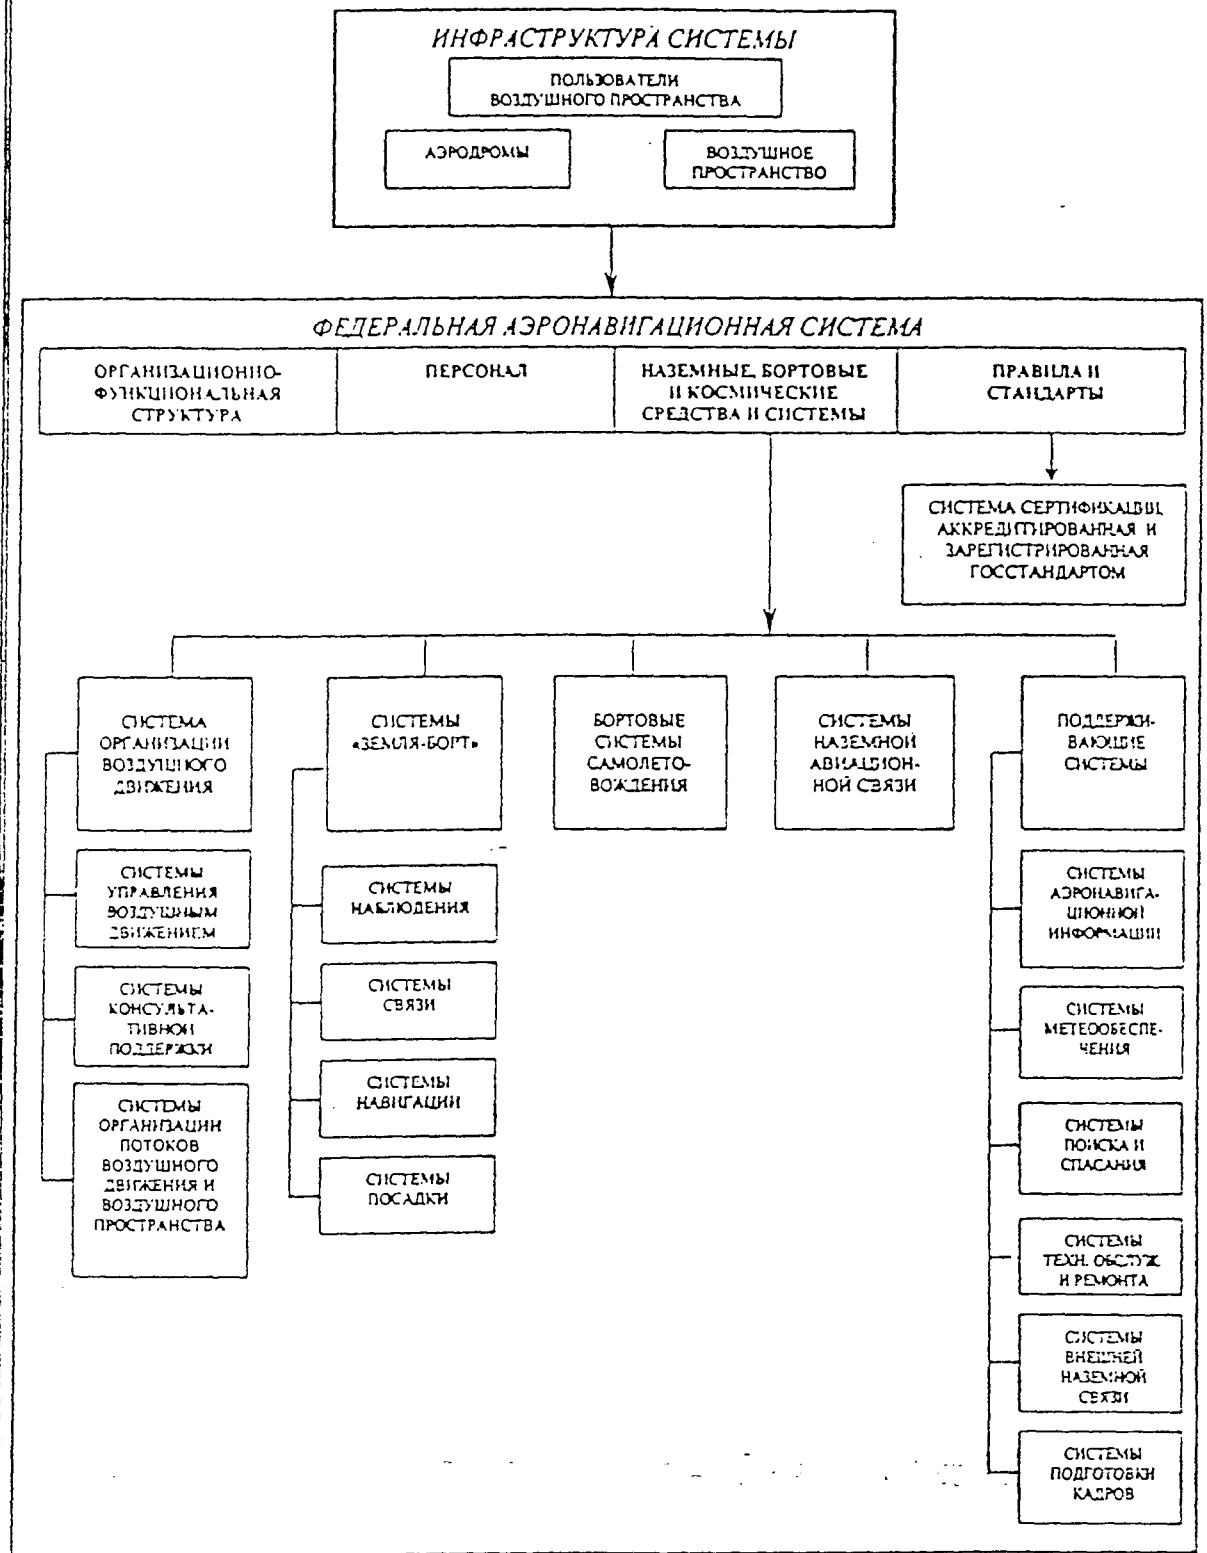 ИНФРАСТРУКТУРА СИСТЕМЫ
ПОЛЬЗОВАТЕЛИ
ВОЗДУШНОГО ПРОСТРАНСТВА
АЭРОДРОМЫ
ВОЗДУШНОЕ
ПРОСТРАНСТВО
ФЕДЕРАЛЬНАЯ АЭРОНАВИГАЦИОННАЯ СИСТЕМА
ОРГАНИЗАЦИОННО-
ФУНКЦИОНАЛЬНАЯ
СТРУКТУРА
ПЕРСОНАЛ
НАЗЕМНЫЕ, БОРТОВЫЕ
И КОСМИЧЕСКИЕ
СРЕДСТВА И СИСТЕМЫ
ПРАВИЛА И
СТАНДАРТЫ
СИСТЕМА СЕРТИФИКАЦИИ,
АККРЕДИТИРОВАННАЯ И
ЗАРЕГИСТРИРОВАННАЯ
ГОССТАНДАРТОМ
СИСТЕМА
ОРГАНИЗАЦИИ
ВОЗДУШНОГО
ДВИЖЕНИЯ
СИСТЕМЫ
УПРАВЛЕНИЯ
ВОЗДУШНЫМ
ДВИЖЕНИЕМ
СИСТЕМЫ
КОНСУЛЬТА-
ТИВНОЙ
ПОДДЕРЖКИ
СИСТЕМЫ
ОРГАНИЗАЦИИ
ПОТОКОВ
ВОЗДУШНОГО
ДВИЖЕНИЯ И
ВОЗДУШНОГО
ПРОСТРАНСТВА
СИСТЕМЫ
«ЗЕМЛЯ-БОРТ»
СИСТЕМЫ
НАБЛЮДЕНИЯ
СИСТЕМЫ
СВЯЗИ
СИСТЕМЫ
НАВИГАЦИИ
СИСТЕМЫ
ПОСАДКИ
БОРТОВЫЕ
СИСТЕМЫ
САМОЛЕТО-
ВОЖДЕНИЯ
СИСТЕМЫ
НАЗЕМНОЙ
АВИАЦИОН-
НОЙ СВЯЗИ
ПОДДЕРЖИ-
ВАЮЩИЕ
СИСТЕМЫ
СИСТЕМЫ
АЭРОНАВИГА-
ЦИОННОЙ
ИНФОРМАЦИИ
СИСТЕМЫ
МЕТЕООБЕСПЕ-
ЧЕНИЯ
СИСТЕМЫ
ПОИСКА И
СПАСАНИЯ
СИСТЕМЫ
ТЕХН. ОБСЛУЖ.
И РЕМОНТА
СИСТЕМЫ
ВНЕШНЕЙ
НАЗЕМНОЙ
СВЯЗИ
СИСТЕМЫ
ПОДГОТОВКИ
КАДРОВ